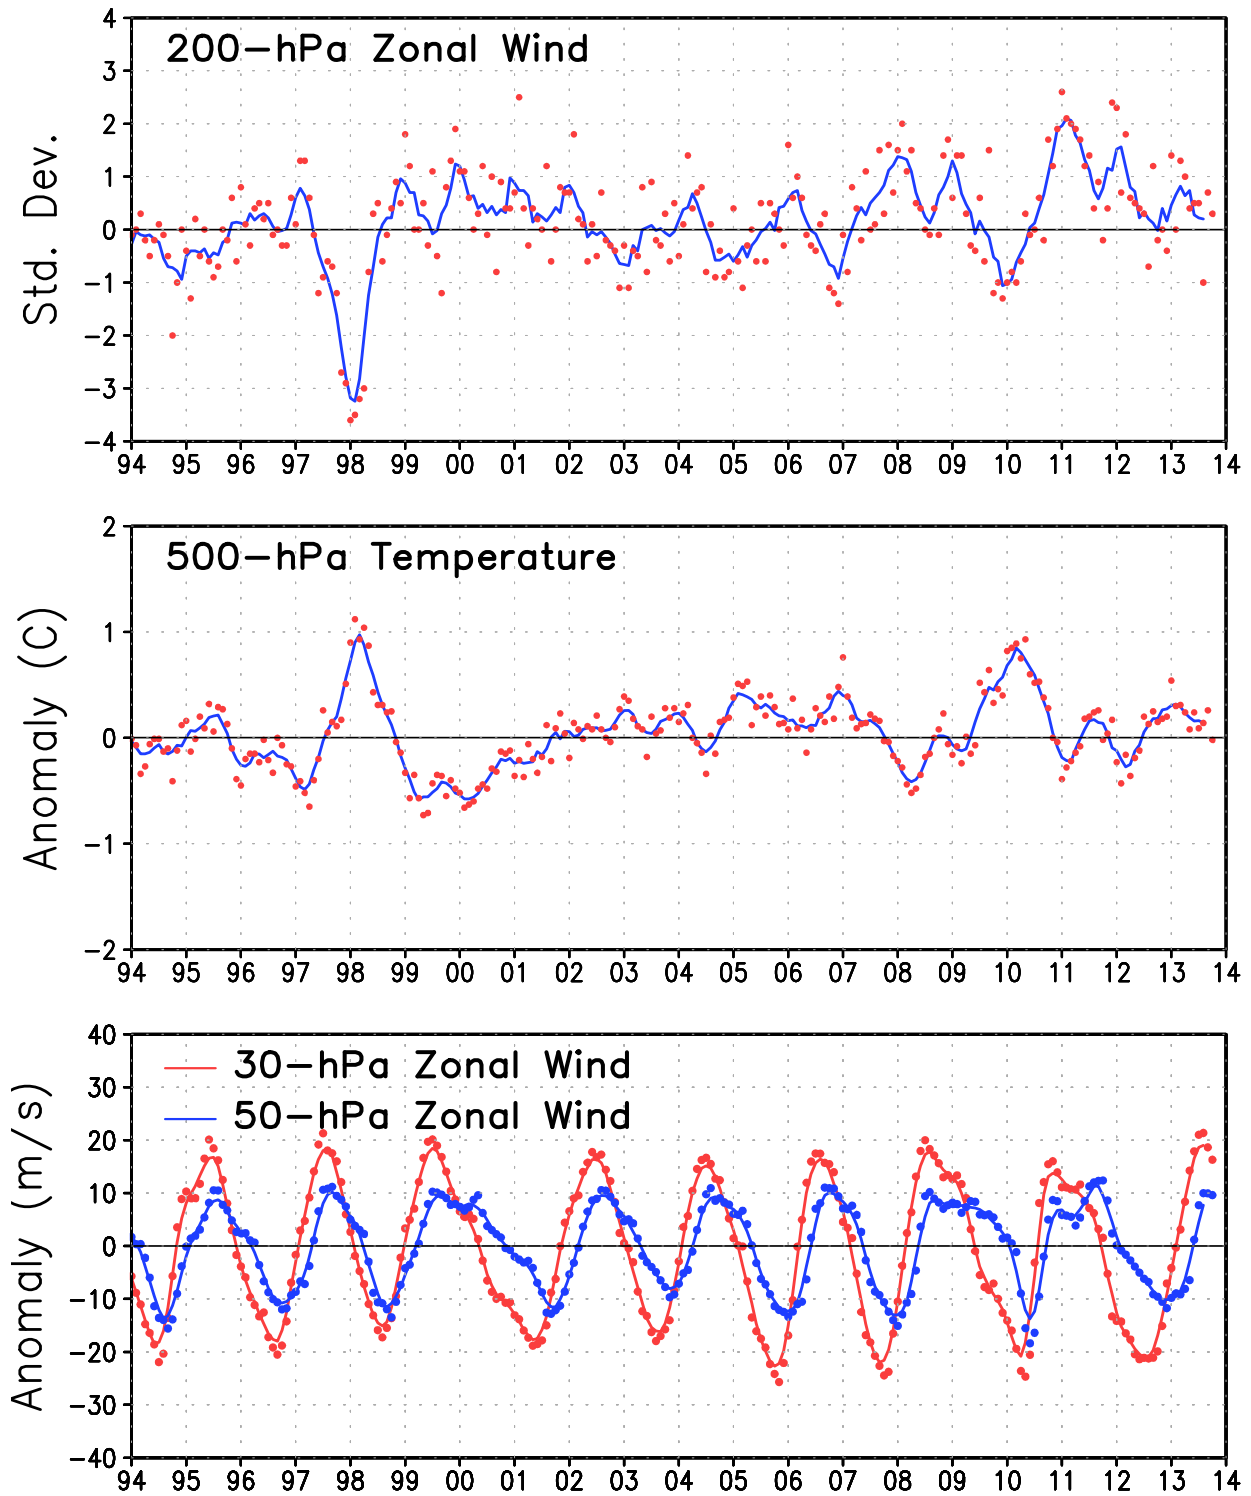 200-hPa Zonal Wind
Std. Dev.
4
3
2
1
0
-1
-2
-3
-4
94 95 96 97 98 99 00 01 02 03 04 05 06 07 08 09 10 11 12 13 14
500-hPa Temperature
Anomaly (C)
2
1
0
-1
-2
94 95 96 97 98 99 00 01 02 03 04 05 06 07 08 09 10 11 12 13 14
30-hPa Zonal Wind
50-hPa Zonal Wind
Anomaly (m/s)
40
30
20
10
0
-10
-20
-30
-40
94 95 96 97 98 99 00 01 02 03 04 05 06 07 08 09 10 11 12 13 14